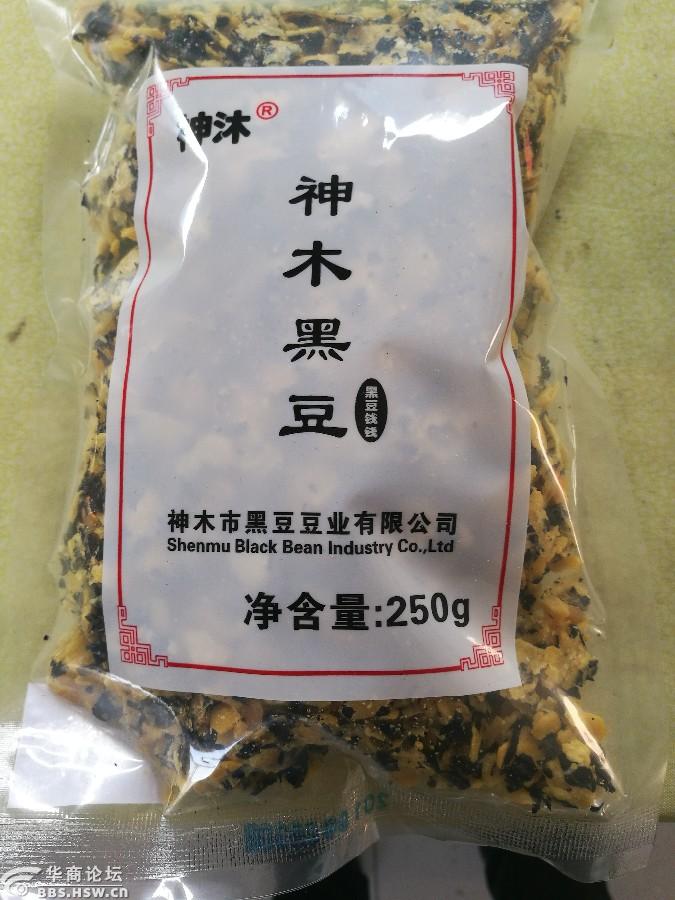 神沐®
神木黑豆
黑豆钱钱
神木市黑豆豆业有限公司
Shenmu Black Bean Industry Co.,Ltd
净含量:250g
华商论坛
BBS.HSW.CN